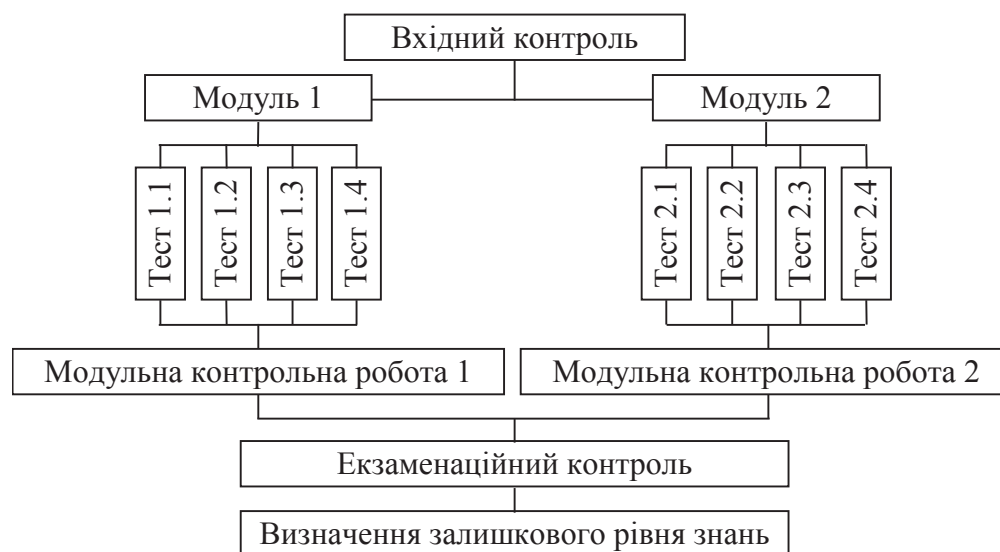 Вхідний контроль
Модуль 1
Модуль 2
Тест 1.1
Тест 1.2
Тест 1.3
Тест 1.4
Тест 2.1
Тест 2.2
Тест 2.3
Тест 2.4
Модульна контрольна робота 1
Модульна контрольна робота 2
Екзаменаційний контроль
Визначення залишкового рівня знань